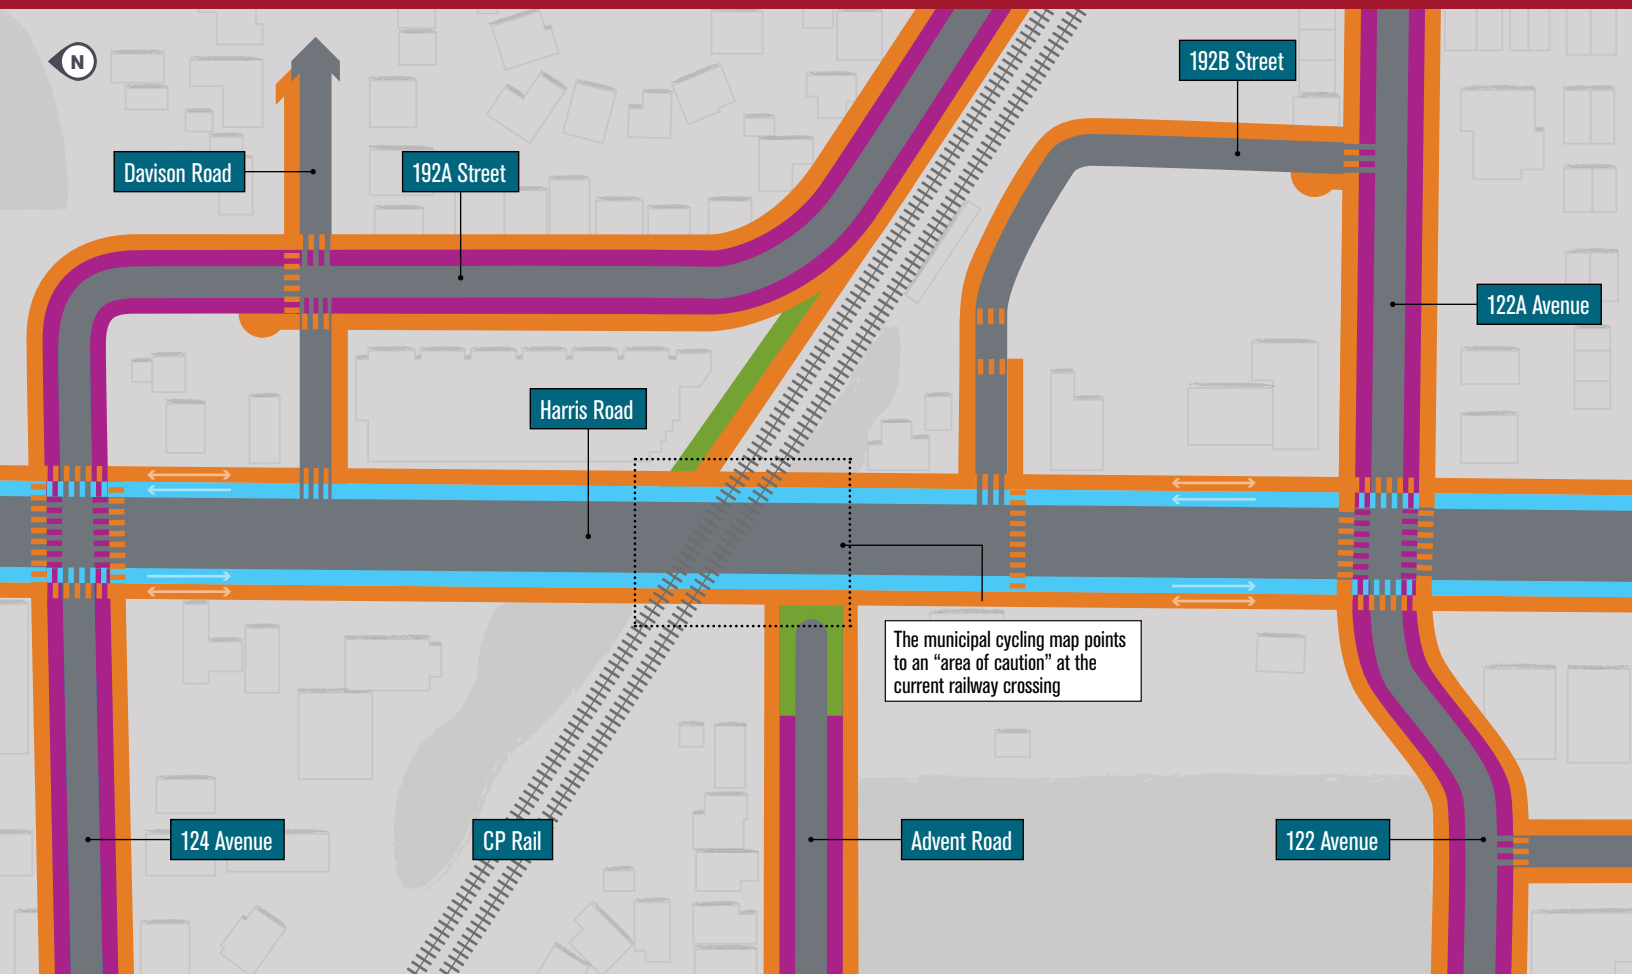 N
192B Street
Davison Road
192A Street
122A Avenue
Harris Road
The municipal cycling map points
to an “area of caution” at the
current railway crossing
124 Avenue
CP Rail
Advent Road
122 Avenue